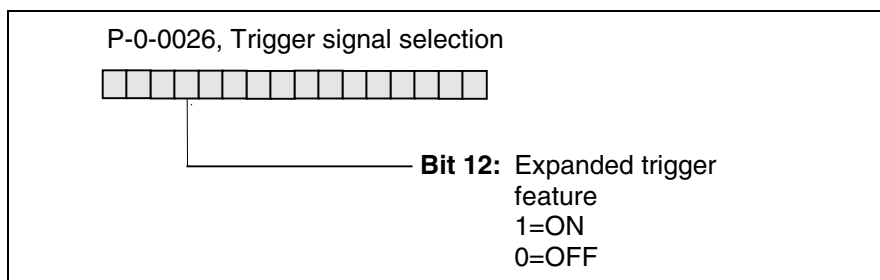 P-0-0026, Trigger signal selection
Bit 12: Expanded trigger
feature
1=ON
0=OFF